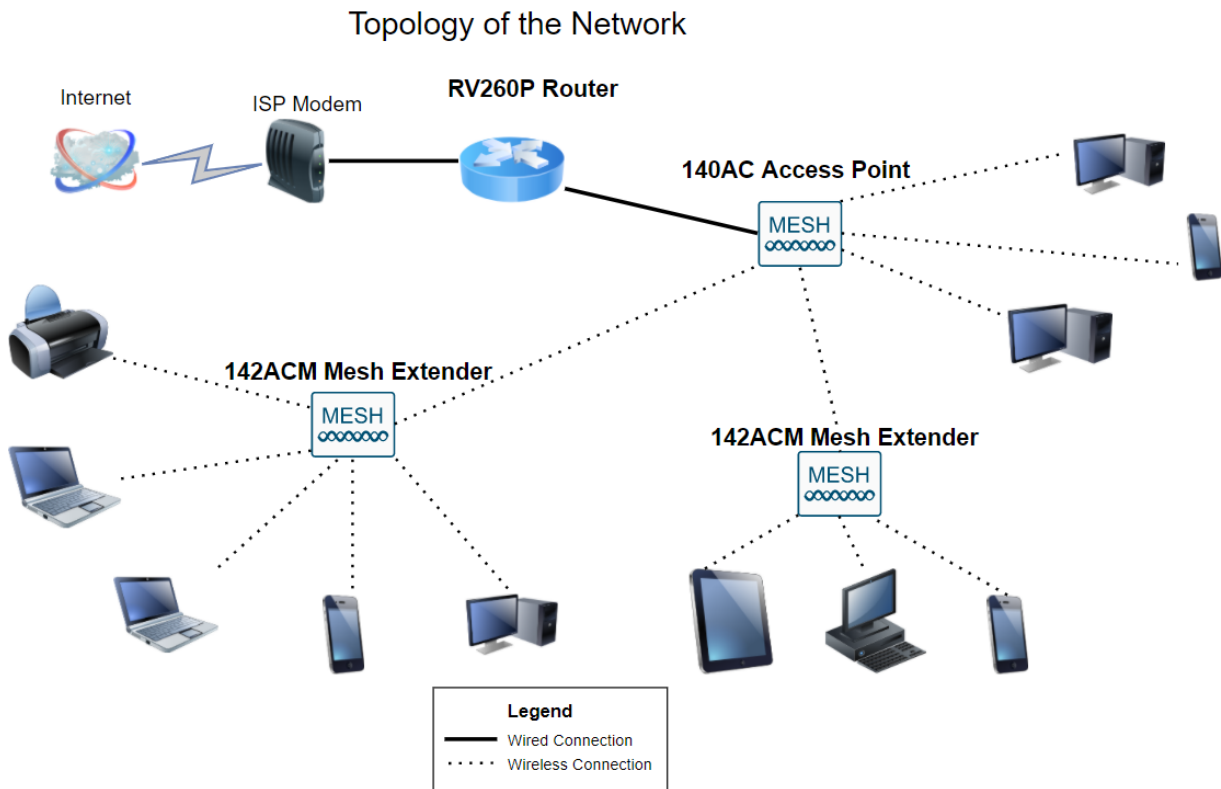 Topology of the Network
Internet
ISP Modem
RV260P Router
140AC Access Point
MESH
142ACM Mesh Extender
MESH
142ACM Mesh Extender
MESH
Legend
Wired Connection
Wireless Connection